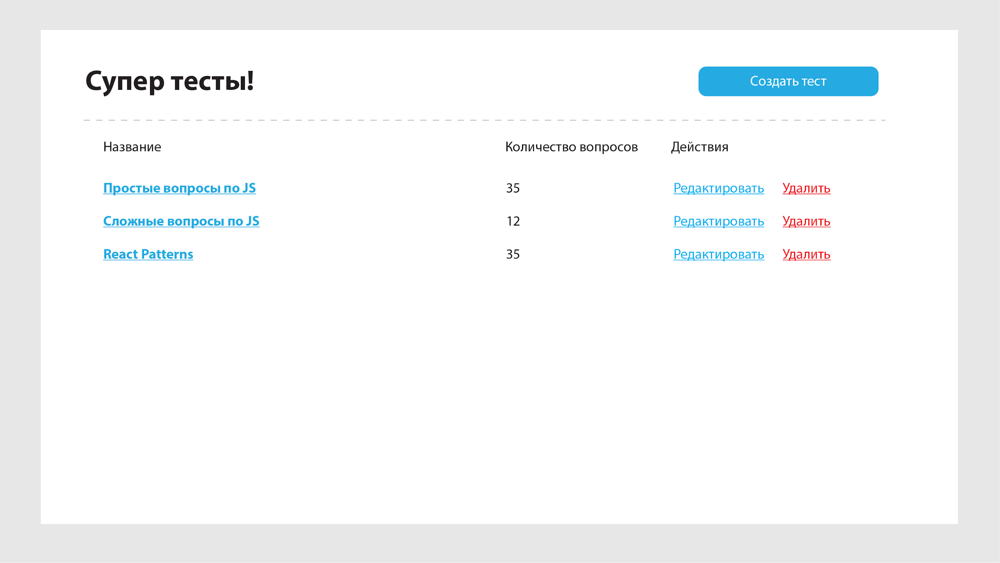 Супер тесты!
Создать тест
Название Количество вопросов Действия
Простые вопросы по JS 35 Редактировать Удалить
Сложные вопросы по JS 12 Редактировать Удалить
React Patterns 35 Редактировать Удалить